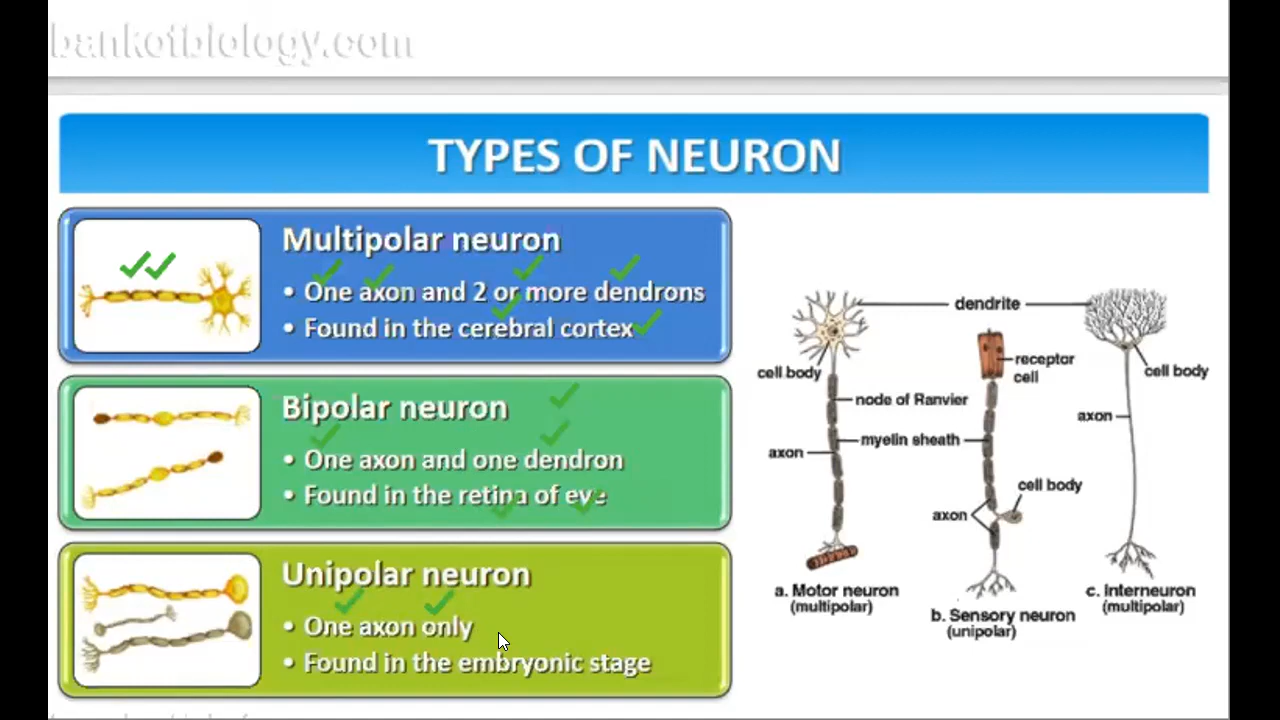 bankofbiology.com
TYPES OF NEURON
Multipolar neuron
• One axon and 2 or more dendrons
• Found in the cerebral cortex
Bipolar neuron
• One axon and one dendron
• Found in the retina of eye
Unipolar neuron
• One axon only
• Found in the embryonic stage
dendrite
cell body
node of Ranvier
axon
myelin sheath
a. Motor neuron
(multipolar)
receptor
cell
cell body
axon
b. Sensory neuron
(unipolar)
cell body
axon
c. Interneuron
(multipolar)